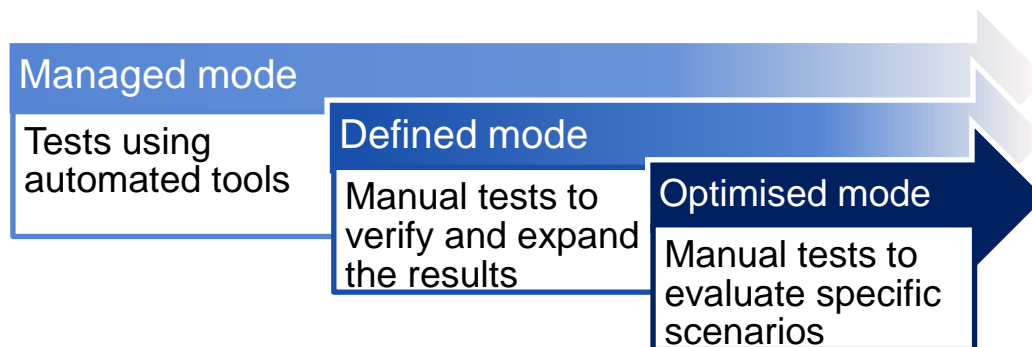 Managed mode
Tests using
automated tools
Defined mode
Manual tests to
verify and expand
the results
Optimised mode
Manual tests to
evaluate specific
scenarios